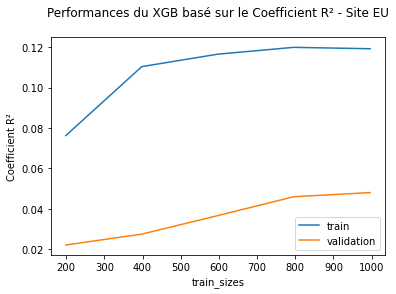 Performances du XGB basé sur le Coefficient R² - Site EU
0.12
0.10
0.08
0.06
0.04
0.02
Coefficient R²
200 300 400 500 600 700 800 900 1000
train_sizes
train
validation